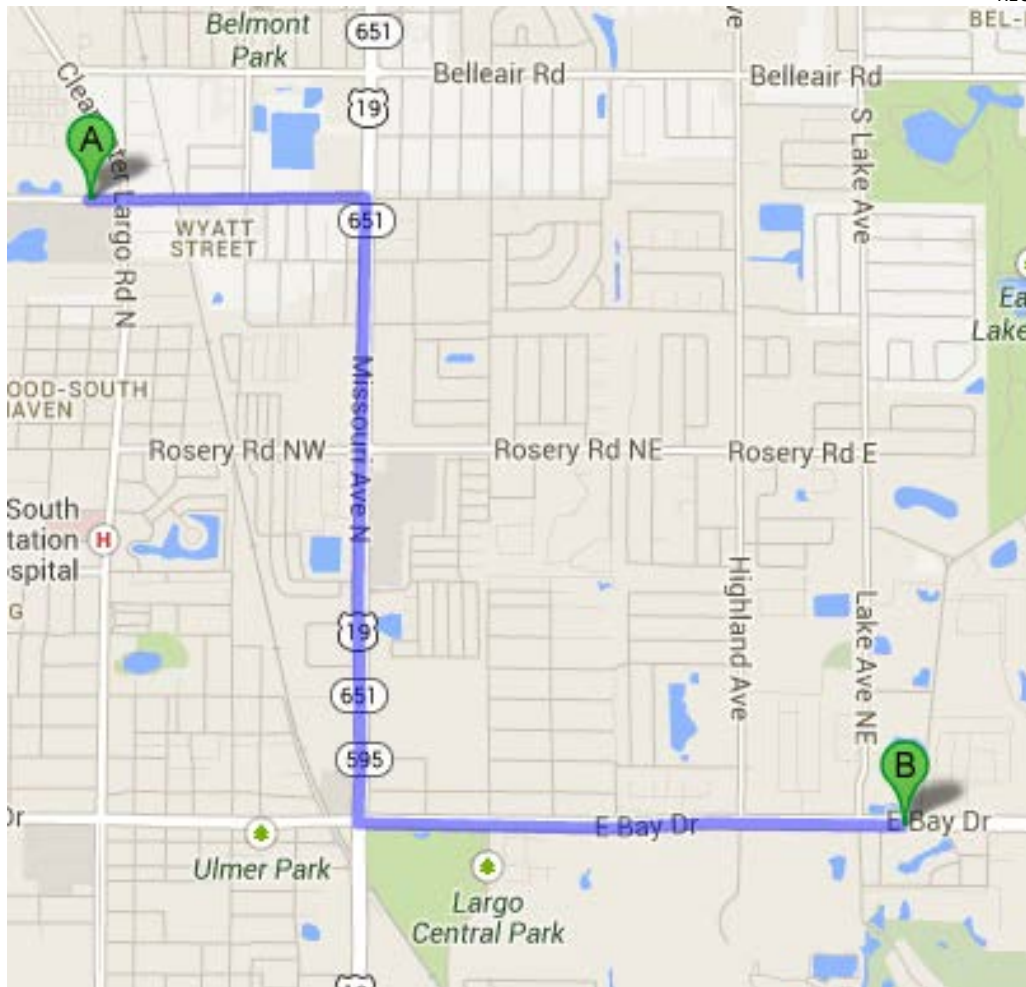 Belmont
Park
651
BEL-
Belleair Rd
Belleair Rd
19
A
Clearwater Largo Rd N
S Lake Ave
651
WYATT
STREET
Ea
Lake
Missouri Ave N
OOD-SOUTH
HAVEN
Rosery Rd NW
Rosery Rd NE
Rosery Rd E
South
tation
ospital
H
G
Highland Ave
Lake Ave NE
19
651
595
B
Dr
E Bay Dr
E Bay Dr
Ulmer Park
Largo
Central Park